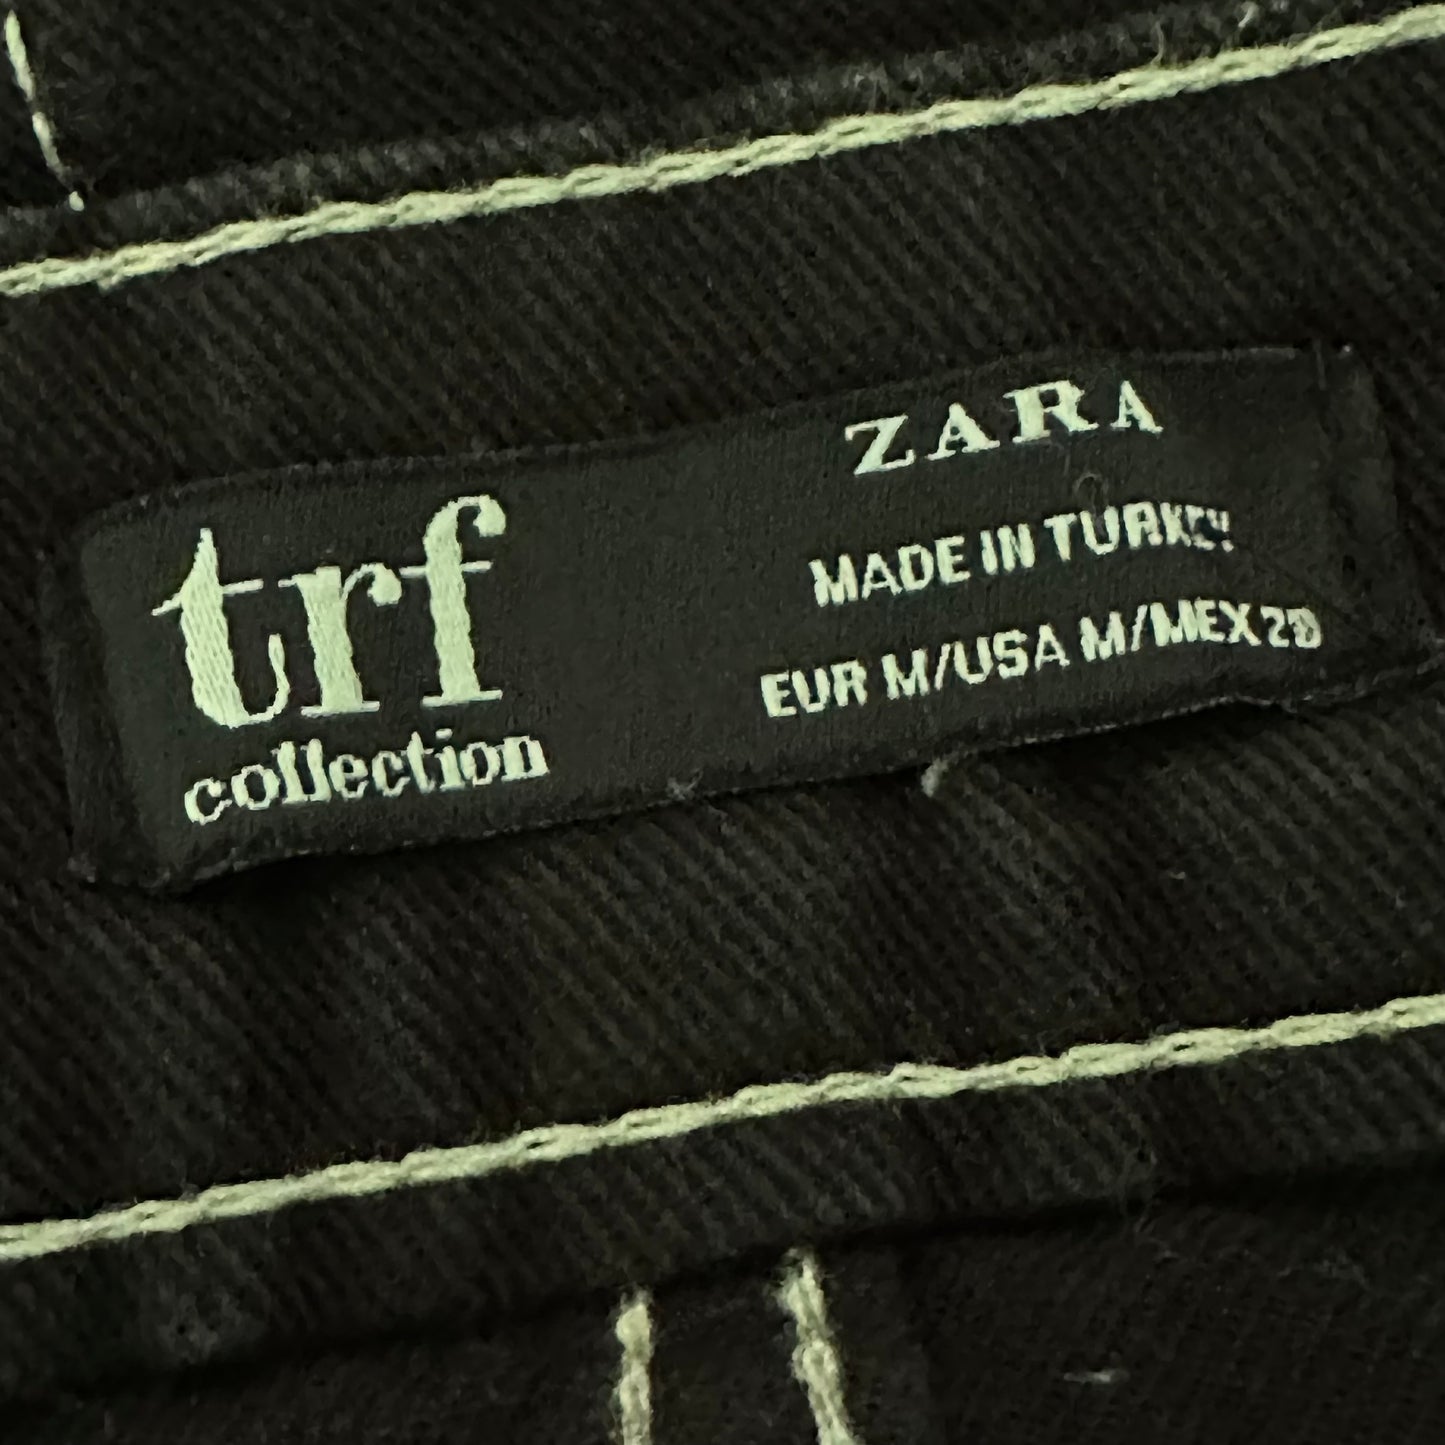 trf
collection
ZARA
MADE IN TURKEY
EUR M/USA M/MEX 28